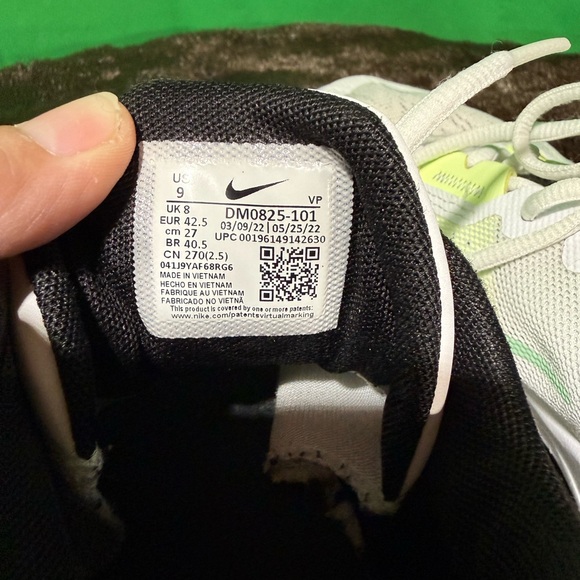 US
9
VP
UK 8
DM0825-101
EUR 42.5
03/09/22 | 05/25/22
cm 27
UPC 00196149142630
BR 40.5
CN 270(2.5)
041J9YAF68RG6
MADE IN VIETNAM
HECHO EN VIETNAM
FABRIQUE AU VIETNAM
FABRICADO NO VIETNÃ
This product is covered by one or more patents:
www.nike.com/patentsvirtualmarking